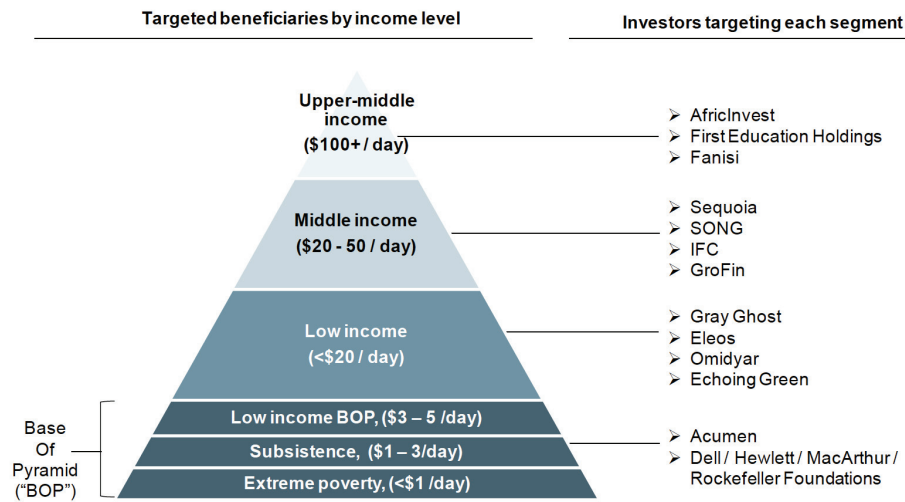 Targeted beneficiaries by income level
Investors targeting each segment
Upper-middle
income
($100+ / day)
➢ AfricInvest
➢ First Education Holdings
➢ Fanisi
Middle income
($20 - 50 / day)
➢ Sequoia
➢ SONG
➢ IFC
➢ GroFin
Low income
(<$20 / day)
➢ Gray Ghost
➢ Eleos
➢ Omidyar
➢ Echoing Green
Base
Of
Pyramid
(“BOP”)
Low income BOP, ($3 – 5 /day)
Subsistence, ($1 – 3/day)
Extreme poverty, (<$1 /day)
➢ Acumen
➢ Dell / Hewlett / MacArthur /
Rockefeller Foundations